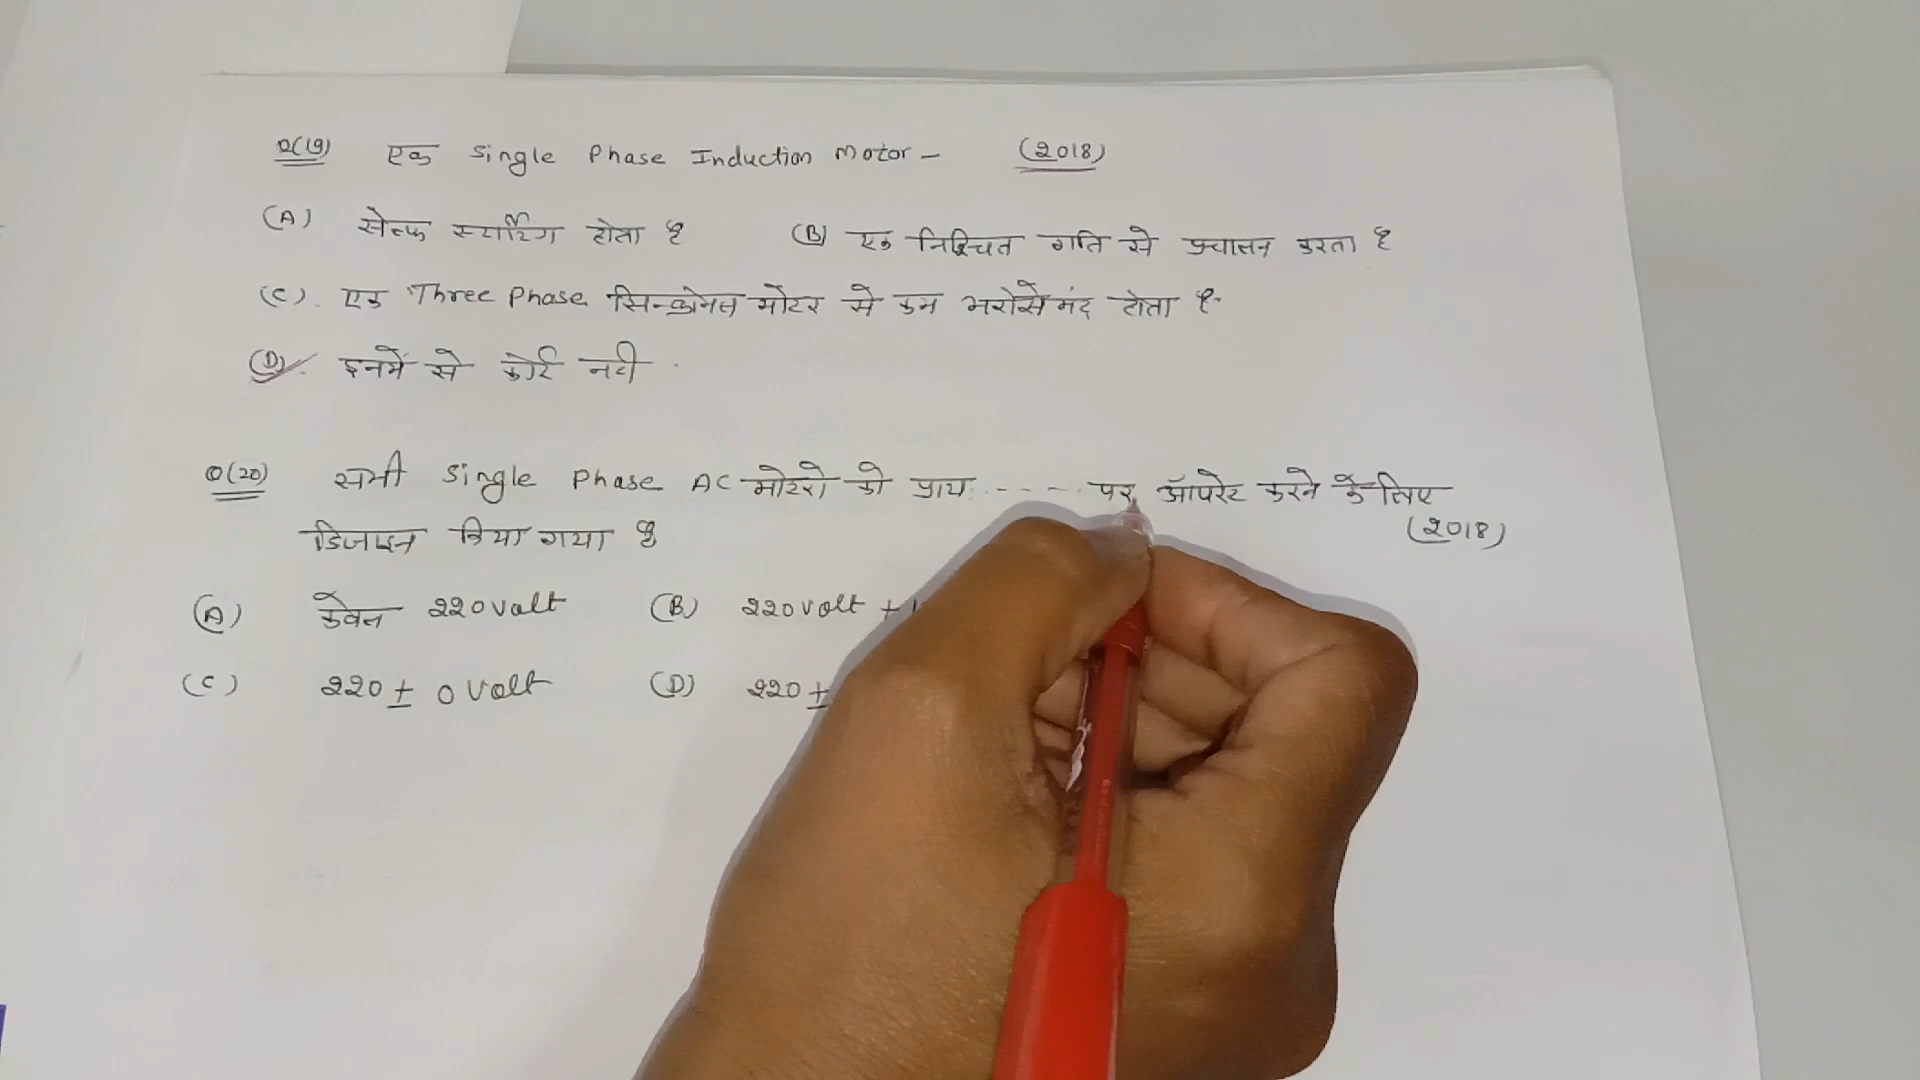 Q(19) एक Single Phase Induction Motor – (2018)
(A) सेल्फ स्टार्टिंग होता है (B) एक निश्चित गति से प्रचालन करता है
(C). एक Three Phase सिन्क्रोनस मोटर से कम भरोसेमंद होता है
(D) इनमें से कोई नही
Q(20) सभी Single Phase AC मोटरो को प्राय ---- पर ऑपरेट करने के लिए
डिजाइन किया गया है (2018)
(A) केवल 220 volt (B) 220 volt +
(C) 220 ± 0 volt (D) 220 ±